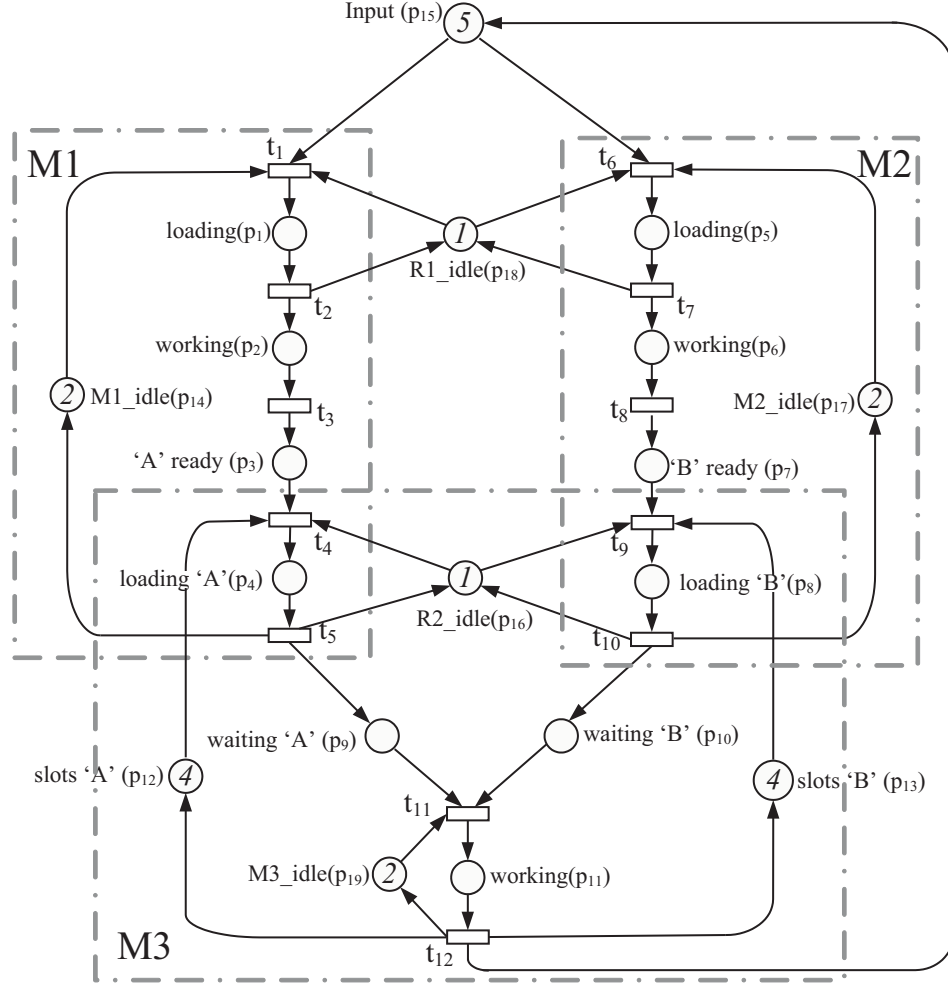 Input (p15)
5
M1
t1
t6
M2
loading(p1)
1
loading(p5)
R1_idle(p18)
t2
t7
working(p2)
working(p6)
2
M1_idle(p14)
t3
t8
M2_idle(p17)
2
‘A’ ready (p3)
‘B’ ready (p7)
t4
t9
loading ‘A’(p4)
1
loading ‘B’(p8)
R2_idle(p16)
t5
t10
waiting ‘A’ (p9)
waiting ‘B’ (p10)
slots ‘A’ (p12)
4
4
slots ‘B’ (p13)
t11
M3_idle(p19)
2
working(p11)
M3
t12